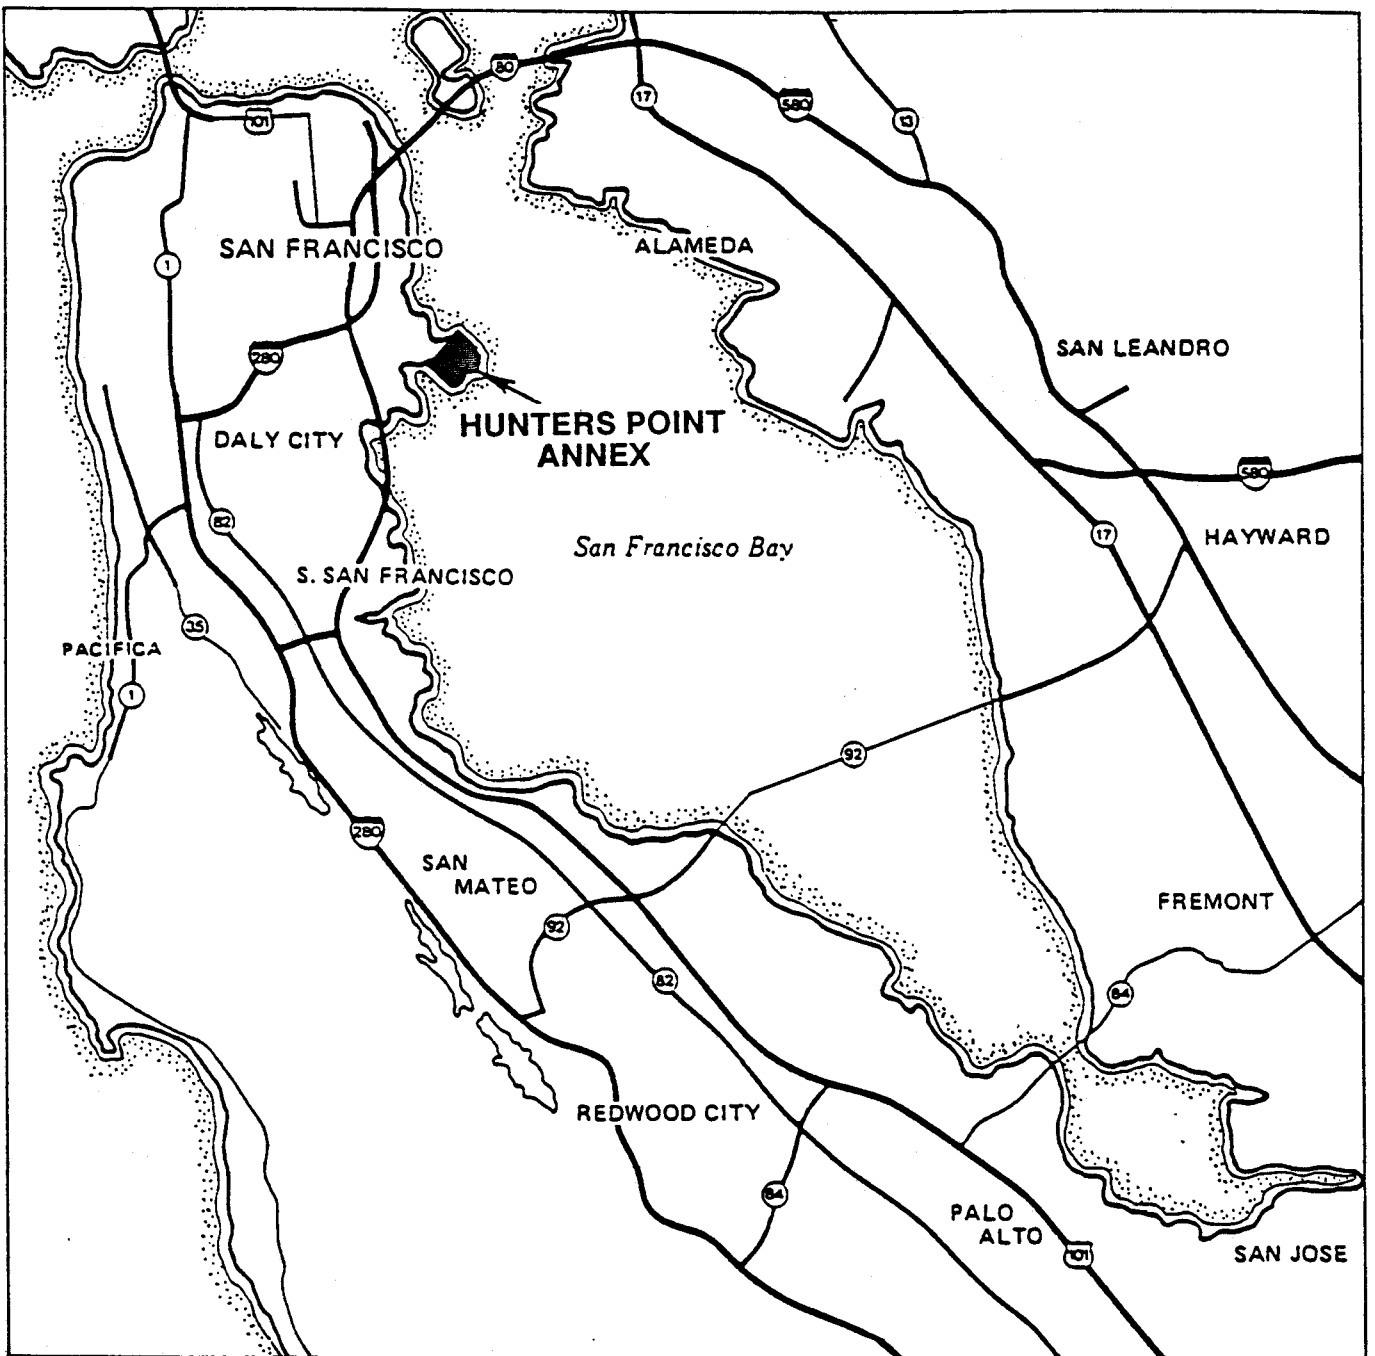 80
17
580
13
101
SAN FRANCISCO
ALAMEDA
1
SAN LEANDRO
280
HUNTERS POINT
ANNEX
DALY CITY
580
82
17
HAYWARD
San Francisco Bay
S. SAN FRANCISCO
35
PACIFICA
1
92
280
SAN
MATEO
FREMONT
92
82
84
REDWOOD CITY
84
PALO
ALTO
101
SAN JOSE